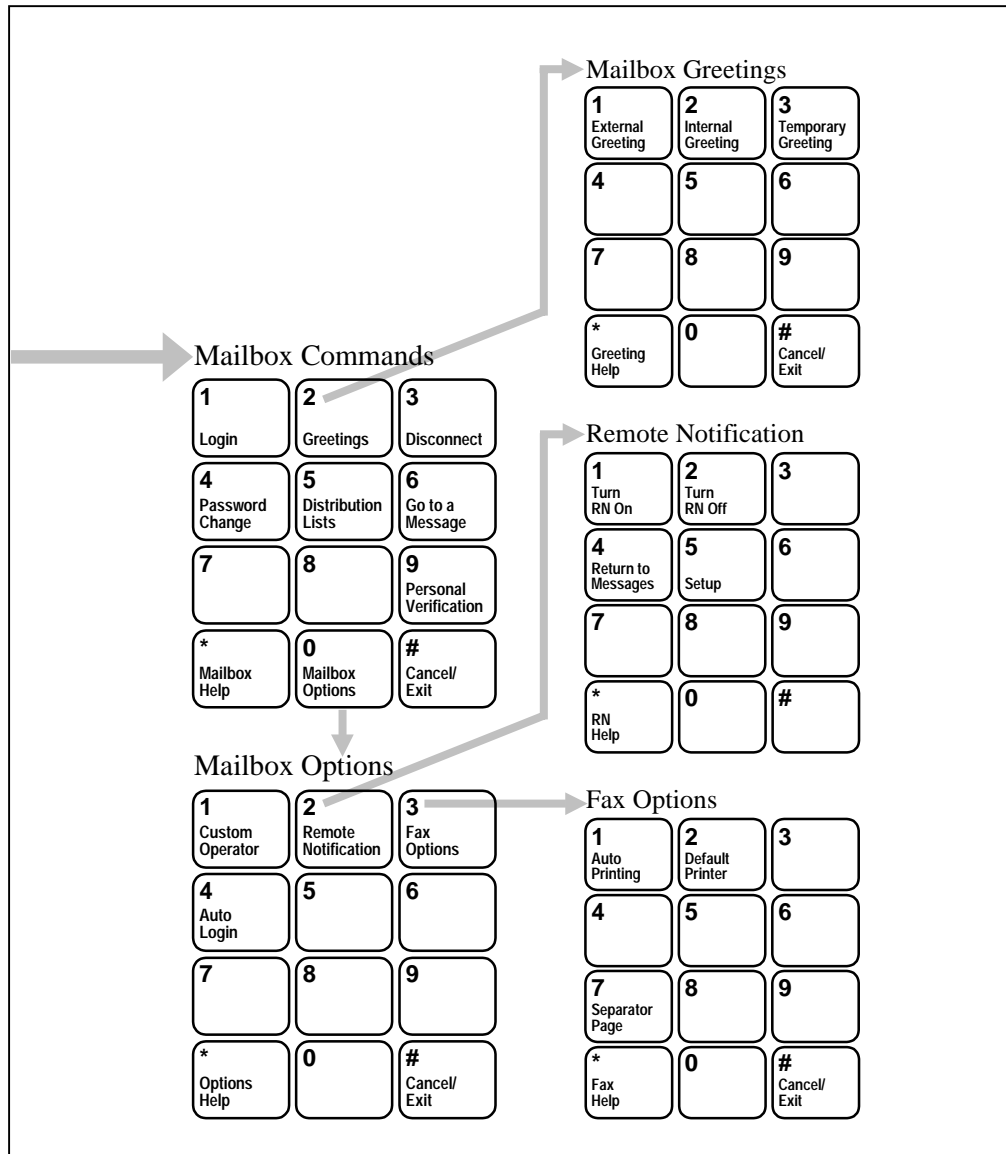 Mailbox Greetings
1 2 3
External Internal Temporary
Greeting Greeting Greeting
4 5 6
7 8 9
* 0 #
Greeting Cancel/
Help Exit
Mailbox Commands
1 2 3
Login Greetings Disconnect
4 5 6
Password Distribution Go to a
Change Lists Message
7 8 9
Personal
Verification
* 0 #
Mailbox Mailbox Cancel/
Help Options Exit
Remote Notification
1 2 3
Turn Turn
RN On RN Off
4 5 6
Return to
Messages Setup
7 8 9
* 0 #
RN
Help
Mailbox Options
1 2 3
Custom Remote Fax
Operator Notification Options
4 5 6
Auto
Login
7 8 9
* 0 #
Options Cancel/
Help Exit
Fax Options
1 2 3
Auto Default
Printing Printer
4 5 6
7 8 9
Separator
Page
* 0 #
Fax Cancel/
Help Exit